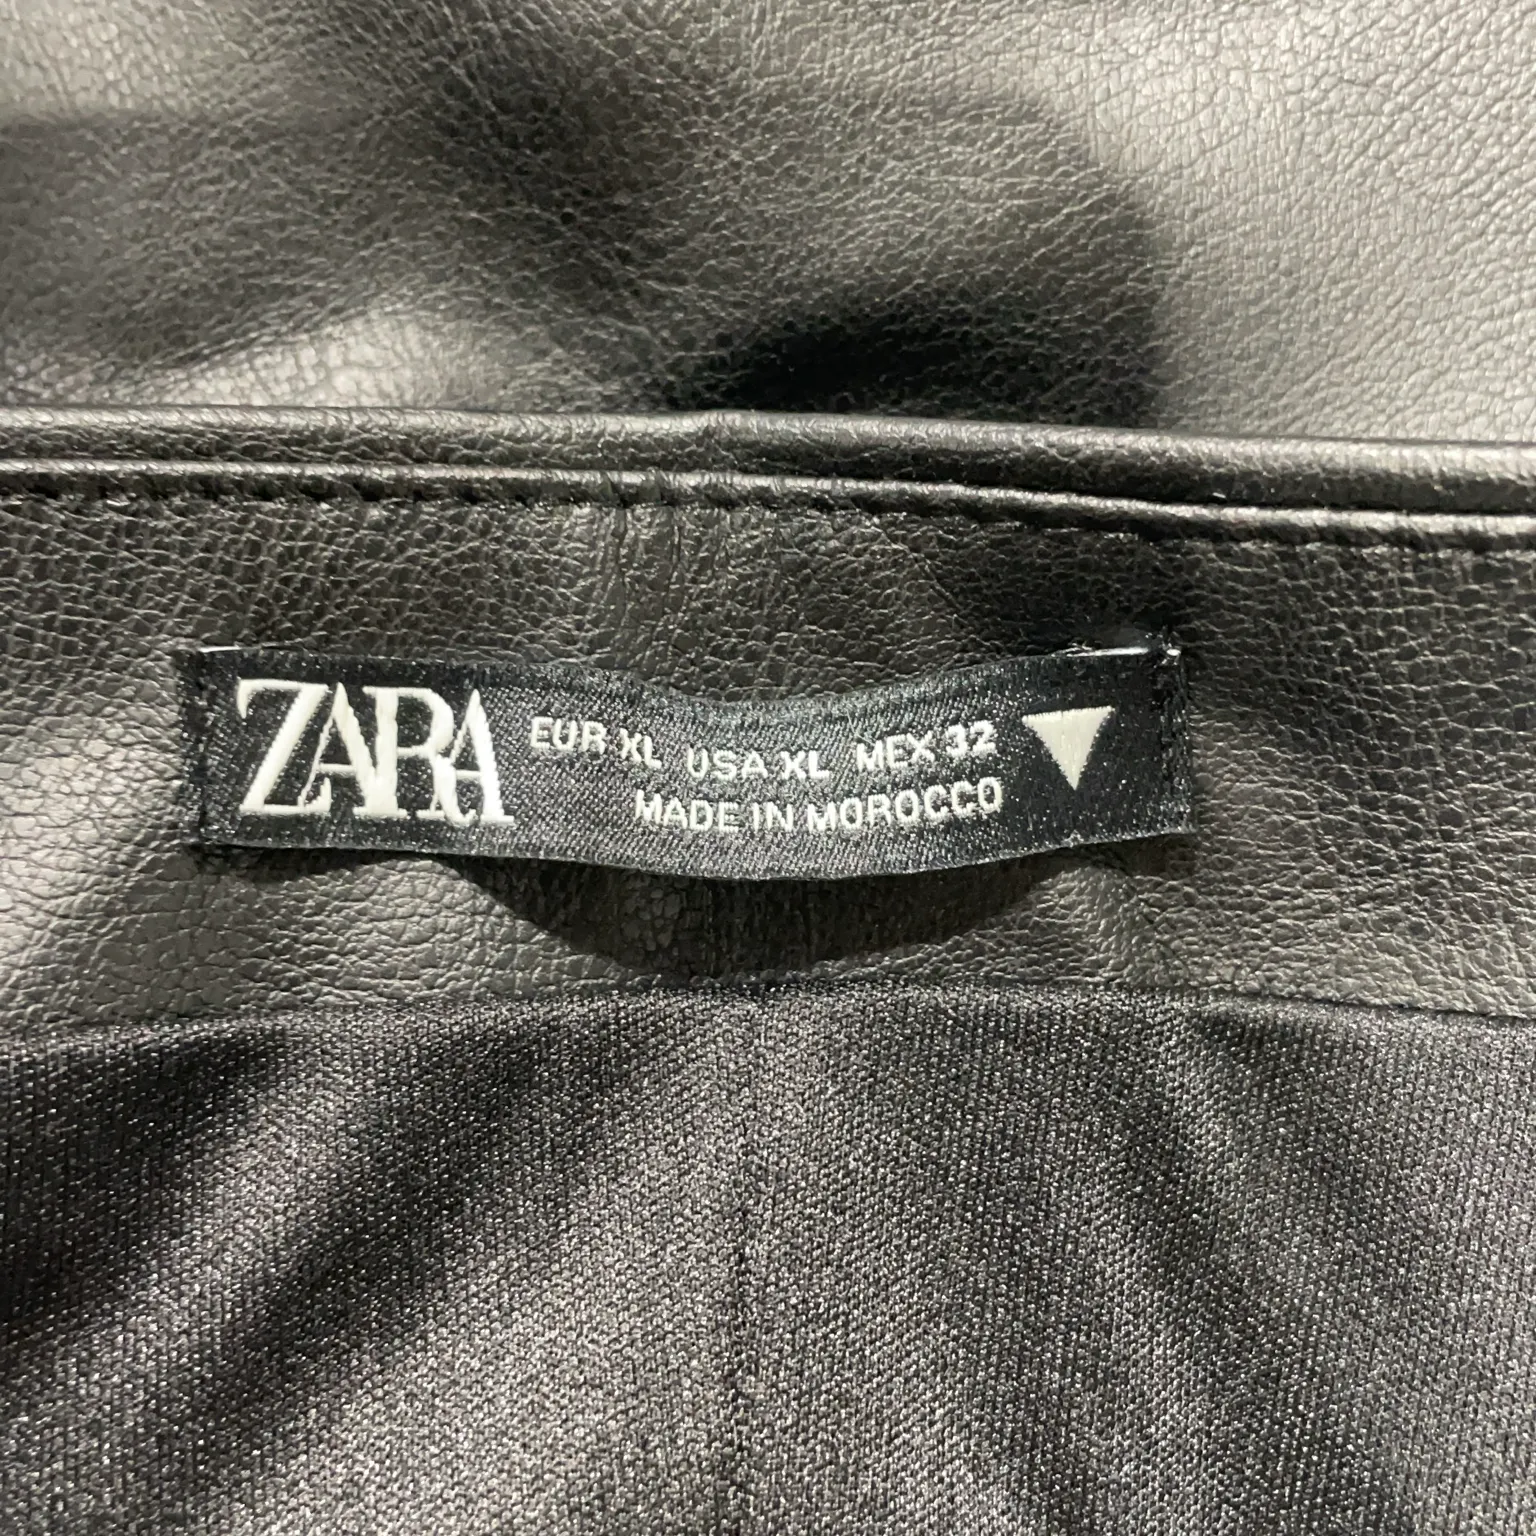 ZARA
EUR XL USA XL MEX 32
MADE IN MOROCCO